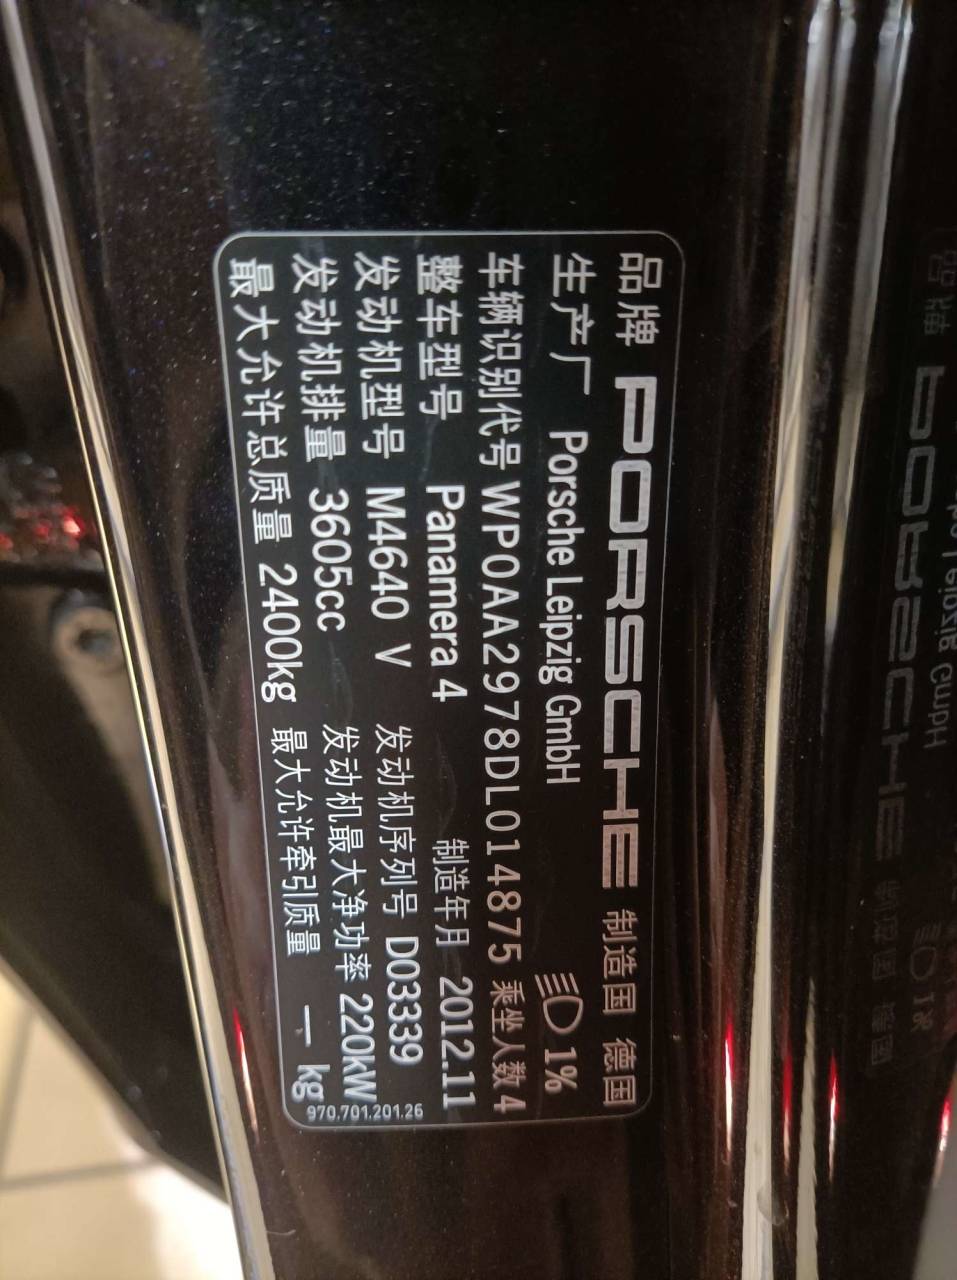 品牌 PORSCHE 制造国 德国
生产厂 Porsche Leipzig GmbH 1%
车辆识别代号 WP0AA2978DL014875 乘坐人数 4
整车型号 Panamera 4 制造年月 2012.11
发动机型号 M4640 V 发动机序列号 D03339
发动机排量 3605cc 发动机最大净功率 220kW
最大允许总质量 2400kg 最大允许牵引质量 — kg
970.701.201.26